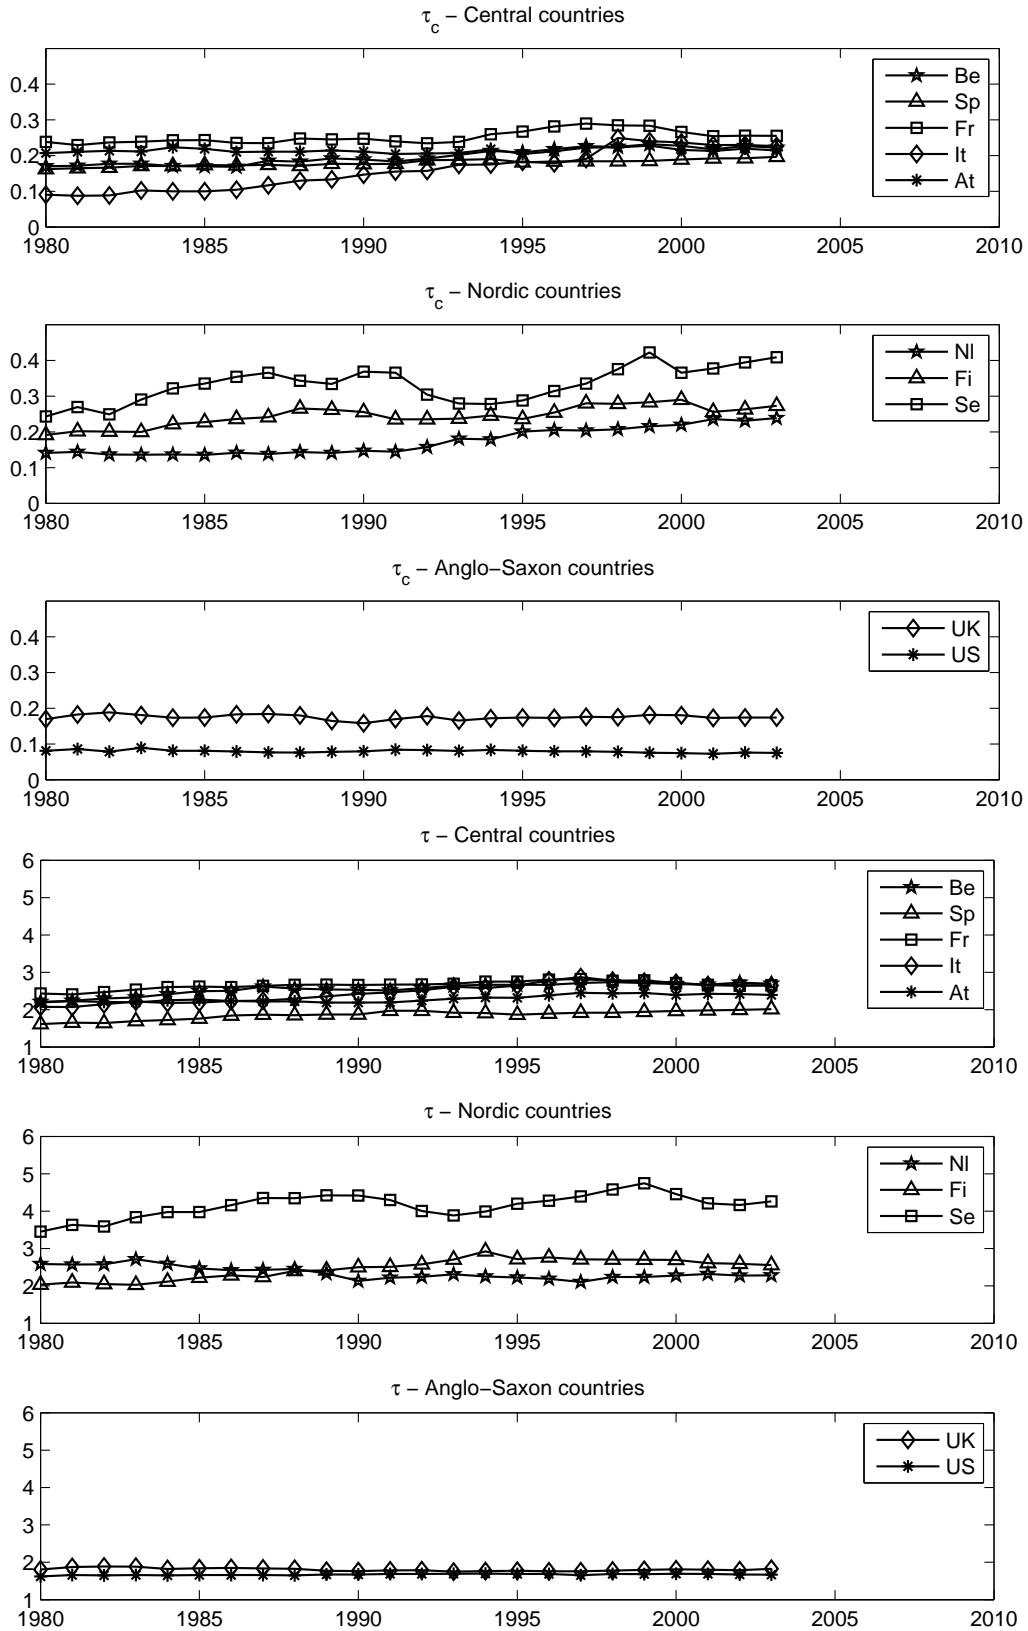 τc – Central countries
0.4
0.3
0.2
0.1
0
1980 1985 1990 1995 2000 2005 2010
Be
Sp
Fr
It
At
τc – Nordic countries
0.4
0.3
0.2
0.1
0
1980 1985 1990 1995 2000 2005 2010
Nl
Fi
Se
τc – Anglo–Saxon countries
0.4
0.3
0.2
0.1
0
1980 1985 1990 1995 2000 2005 2010
UK
US
τ – Central countries
6
5
4
3
2
1
1980 1985 1990 1995 2000 2005 2010
Be
Sp
Fr
It
At
τ – Nordic countries
6
5
4
3
2
1
1980 1985 1990 1995 2000 2005 2010
Nl
Fi
Se
τ – Anglo–Saxon countries
6
5
4
3
2
1
1980 1985 1990 1995 2000 2005 2010
UK
US